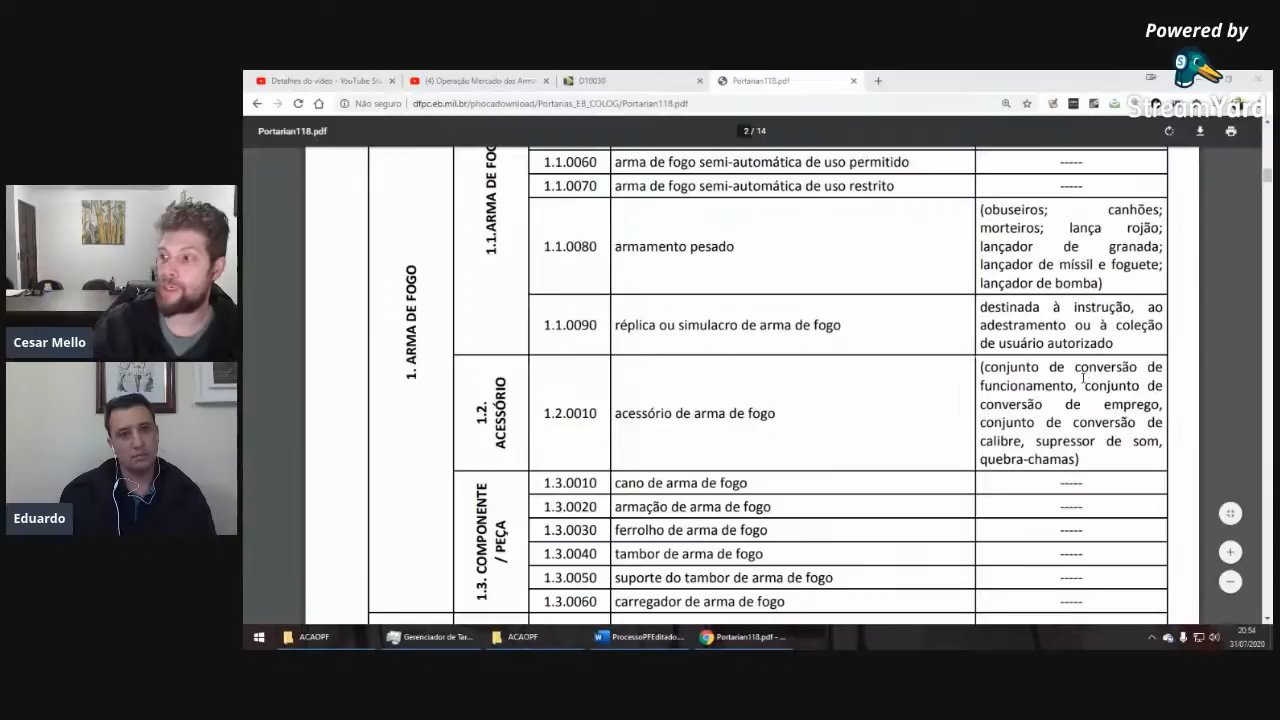 Powered by
StreamYard
Detalhes do vídeo - YouTube Stu
(4) Operação Mercado das Arma
D10030
Portarian118.pdf
Não seguro
dfpc.eb.mil.br/phocadownload/Portarias_EB_COLOG/Portarian118.pdf
Portarian118.pdf
2 / 14
1. ARMA DE FOGO
1.1.ARMA DE FOG
1.1.0060 arma de fogo semi-automática de uso permitido -----
1.1.0070 arma de fogo semi-automática de uso restrito -----
1.1.0080 armamento pesado
(obuseiros; canhões;
morteiros; lança rojão;
lançador de granada;
lançador de míssil e foguete;
lançador de bomba)
1.1.0090 réplica ou simulacro de arma de fogo
destinada à instrução, ao
adestramento ou à coleção
de usuário autorizado
1.2.
ACESSÓRIO
1.2.0010 acessório de arma de fogo
(conjunto de conversão de
funcionamento, conjunto de
conversão de emprego,
conjunto de conversão de
calibre, supressor de som,
quebra-chamas)
1.3. COMPONENTE
/ PEÇA
1.3.0010 cano de arma de fogo -----
1.3.0020 armação de arma de fogo -----
1.3.0030 ferrolho de arma de fogo -----
1.3.0040 tambor de arma de fogo -----
1.3.0050 suporte do tambor de arma de fogo -----
1.3.0060 carregador de arma de fogo -----
Cesar Mello
Eduardo
ACAOPF
Gerenciador de Tar...
ACAOPF
ProcessoPFEditado...
Portarian118.pdf - ...
20:54
31/07/2020